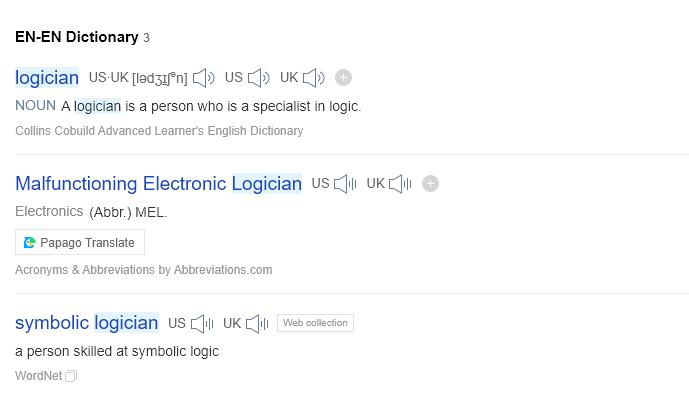 EN-EN Dictionary 3
logician US·UK [lədʒɪʃᵊn] US UK
NOUN A logician is a person who is a specialist in logic.
Collins Cobuild Advanced Learner's English Dictionary
Malfunctioning Electronic Logician US UK
Electronics (Abbr.) MEL.
Papago Translate
Acronyms & Abbreviations by Abbreviations.com
symbolic logician US UK Web collection
a person skilled at symbolic logic
WordNet